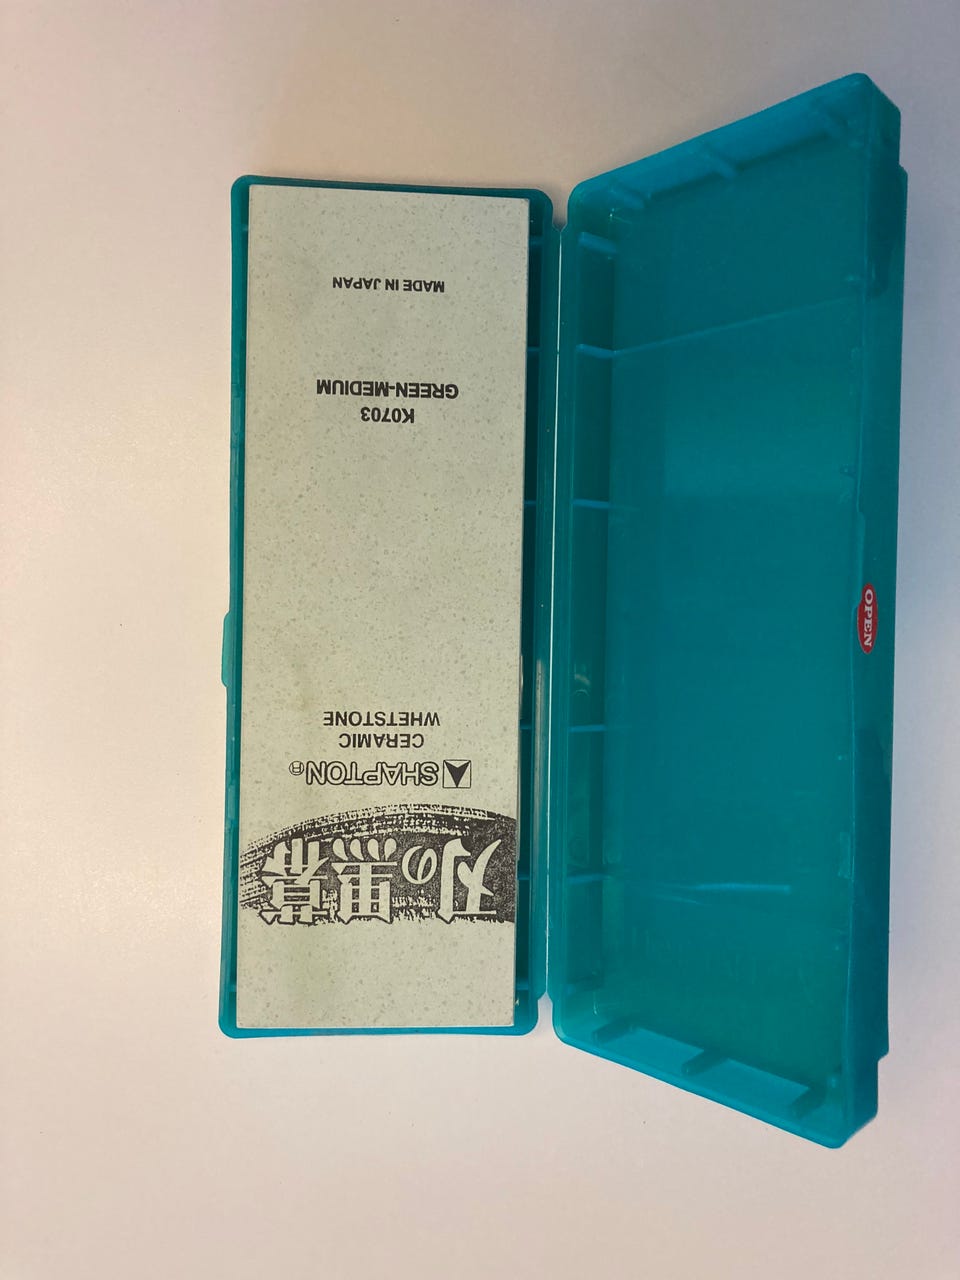 刃の黒幕
SHAPTON®
CERAMIC
WHETSTONE
K0703
GREEN-MEDIUM
MADE IN JAPAN
OPEN